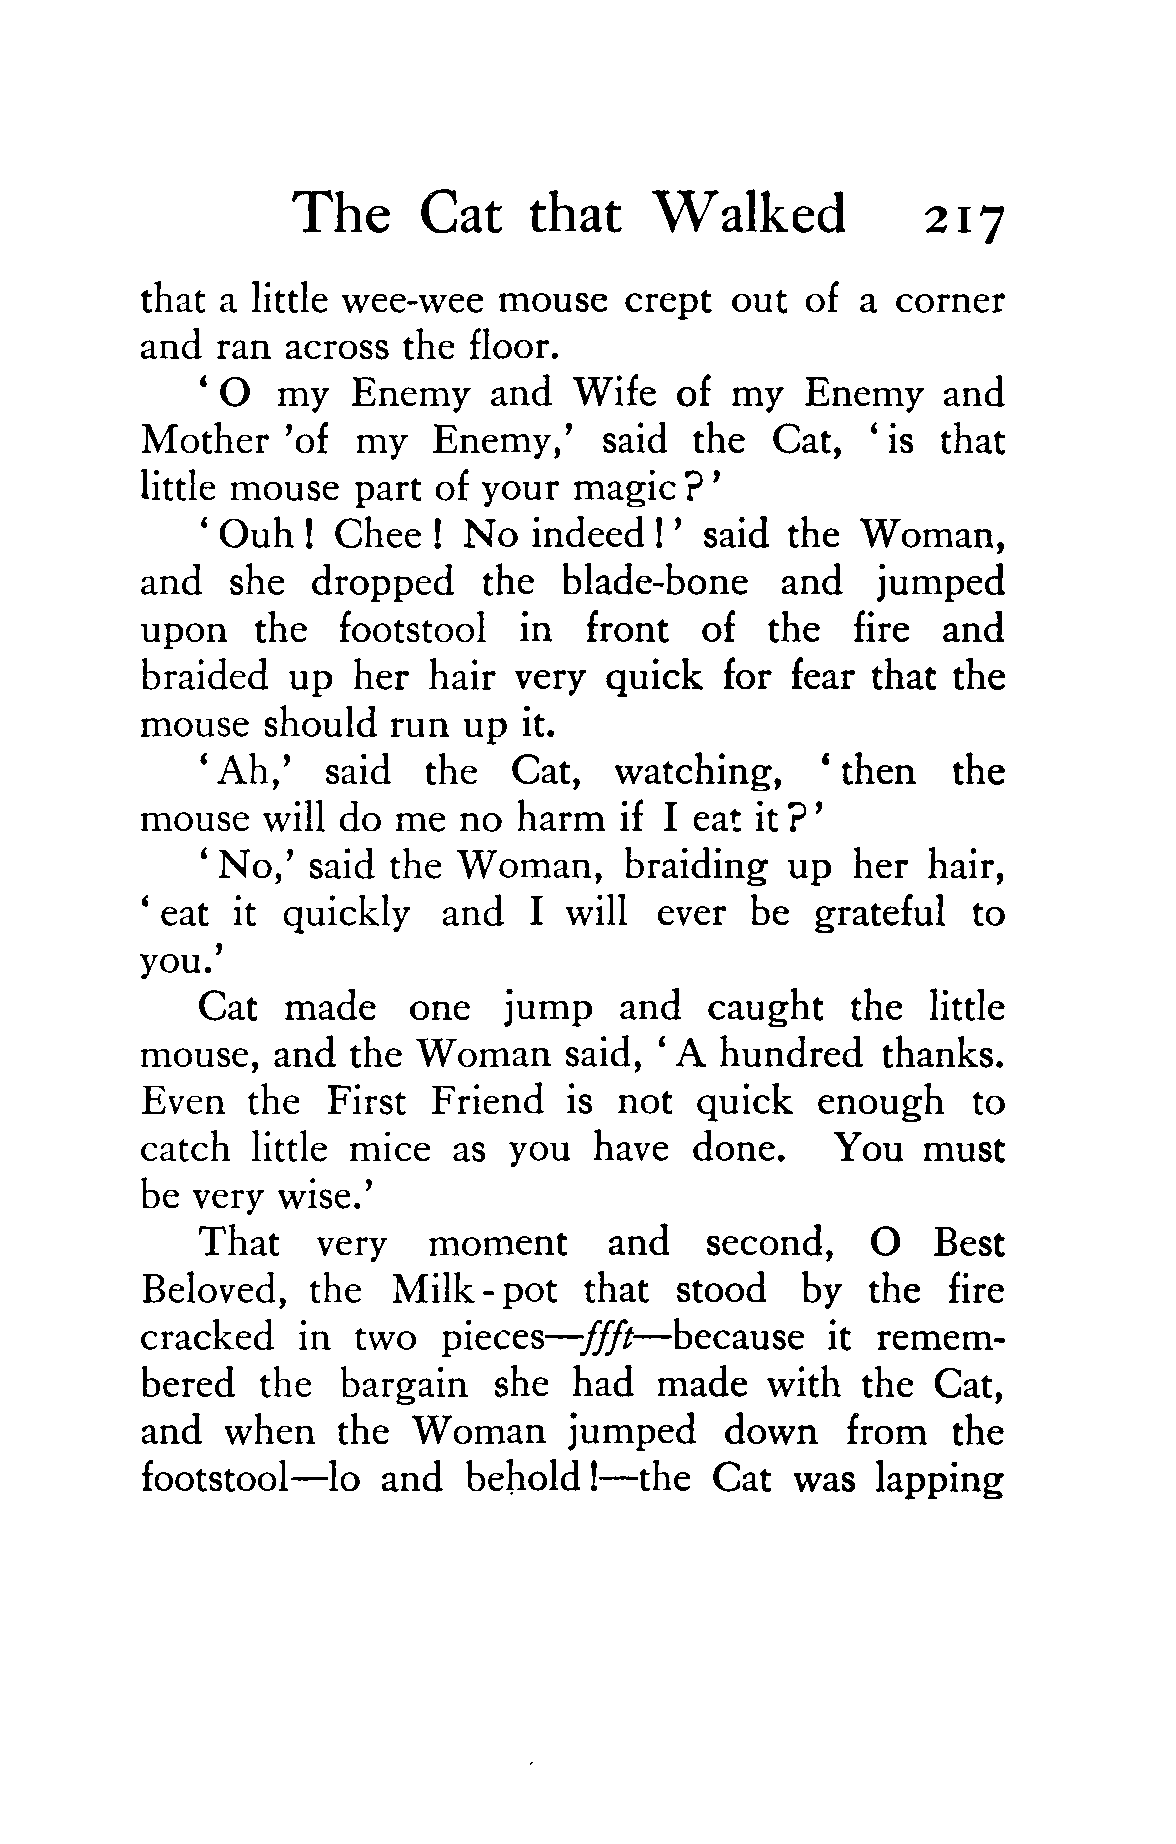 The Cat that Walked 217
that a little wee-wee mouse crept out of a corner
and ran across the floor.
‘ O my Enemy and Wife of my Enemy and
Mother ’of my Enemy,’ said the Cat, ‘ is that
little mouse part of your magic ? ’
‘ Ouh ! Chee ! No indeed ! ’ said the Woman,
and she dropped the blade-bone and jumped
upon the footstool in front of the fire and
braided up her hair very quick for fear that the
mouse should run up it.
‘ Ah,’ said the Cat, watching, ‘ then the
mouse will do me no harm if I eat it ? ’
‘ No,’ said the Woman, braiding up her hair,
‘ eat it quickly and I will ever be grateful to
you.’
Cat made one jump and caught the little
mouse, and the Woman said, ‘ A hundred thanks.
Even the First Friend is not quick enough to
catch little mice as you have done. You must
be very wise.’
That very moment and second, O Best
Beloved, the Milk - pot that stood by the fire
cracked in two pieces—ffft—because it remem-
bered the bargain she had made with the Cat,
and when the Woman jumped down from the
footstool—lo and behold !—the Cat was lapping